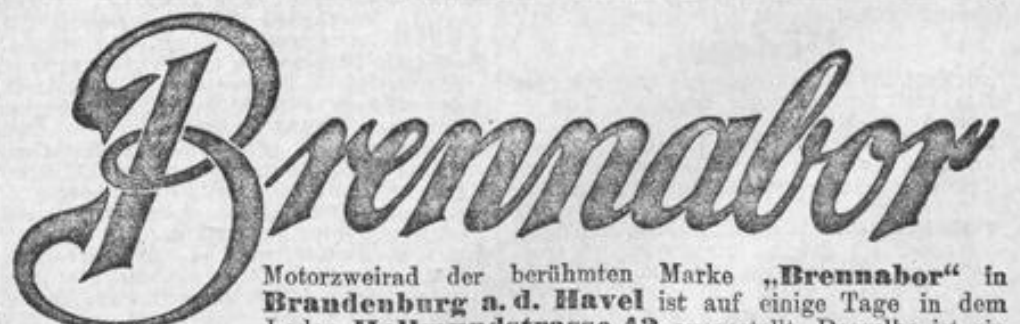 Brennabor
Motorzweirad der berühmten Marke „Brennabor“ in
Brandenburg a. d. Havel ist auf einige Tage in dem